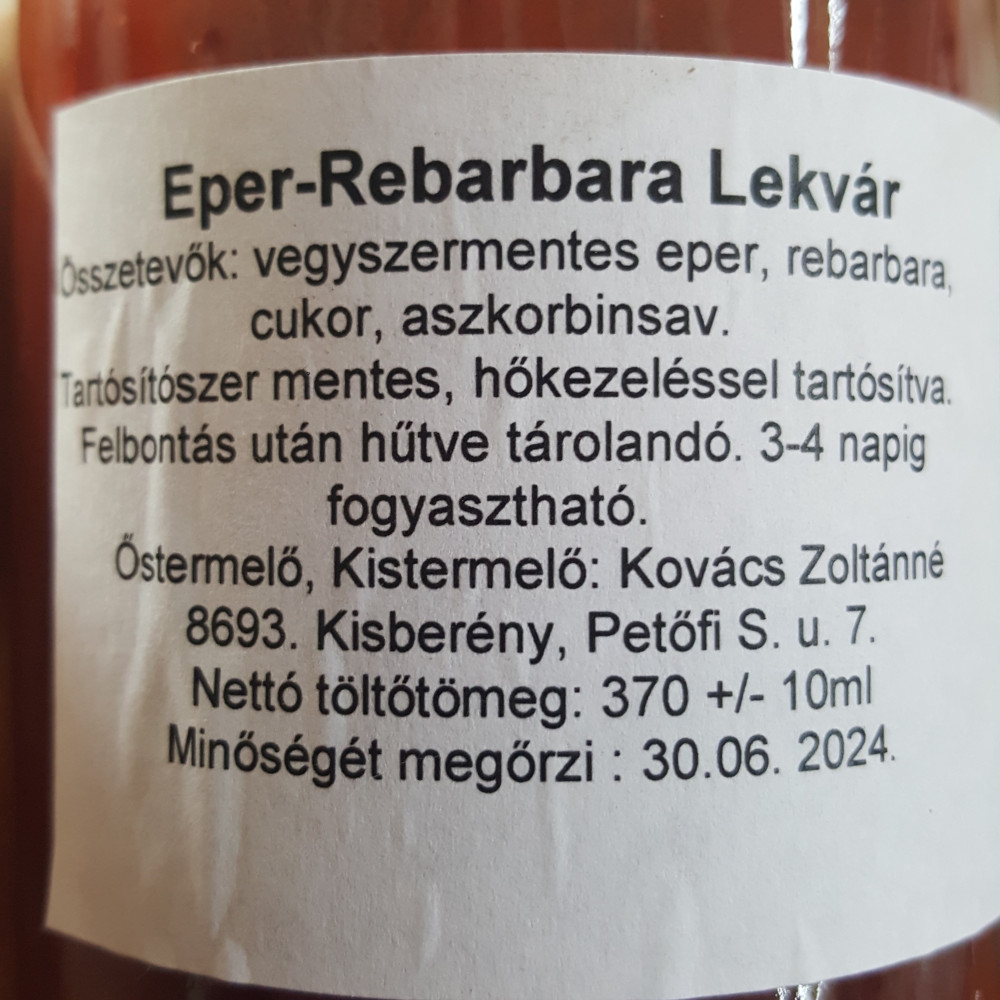 Eper-Rebarbara Lekvár
Összetevők: vegyszermentes eper, rebarbara,
cukor, aszkorbinsav.
Tartósítószer mentes, hőkezeléssel tartósítva.
Felbontás után hűtve tárolandó. 3-4 napig
fogyasztható.
Őstermelő, Kistermelő: Kovács Zoltánné
8693. Kisberény, Petőfi S. u. 7.
Nettó töltőtömeg: 370 +/- 10ml
Minőségét megőrzi : 30.06. 2024.